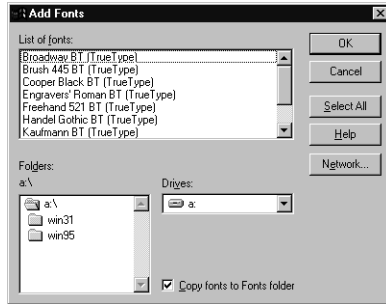 Add Fonts
List of fonts:
Broadway BT (TrueType)
Brush 445 BT (TrueType)
Cooper Black BT (TrueType)
Engravers' Roman BT (TrueType)
Freehand 521 BT (TrueType)
Handel Gothic BT (TrueType)
Kaufmann BT (TrueType)
OK
Cancel
Select All
Help
Network...
Folders:
a:\
a:\
win31
win95
Drives:
a:
Copy fonts to Fonts folder